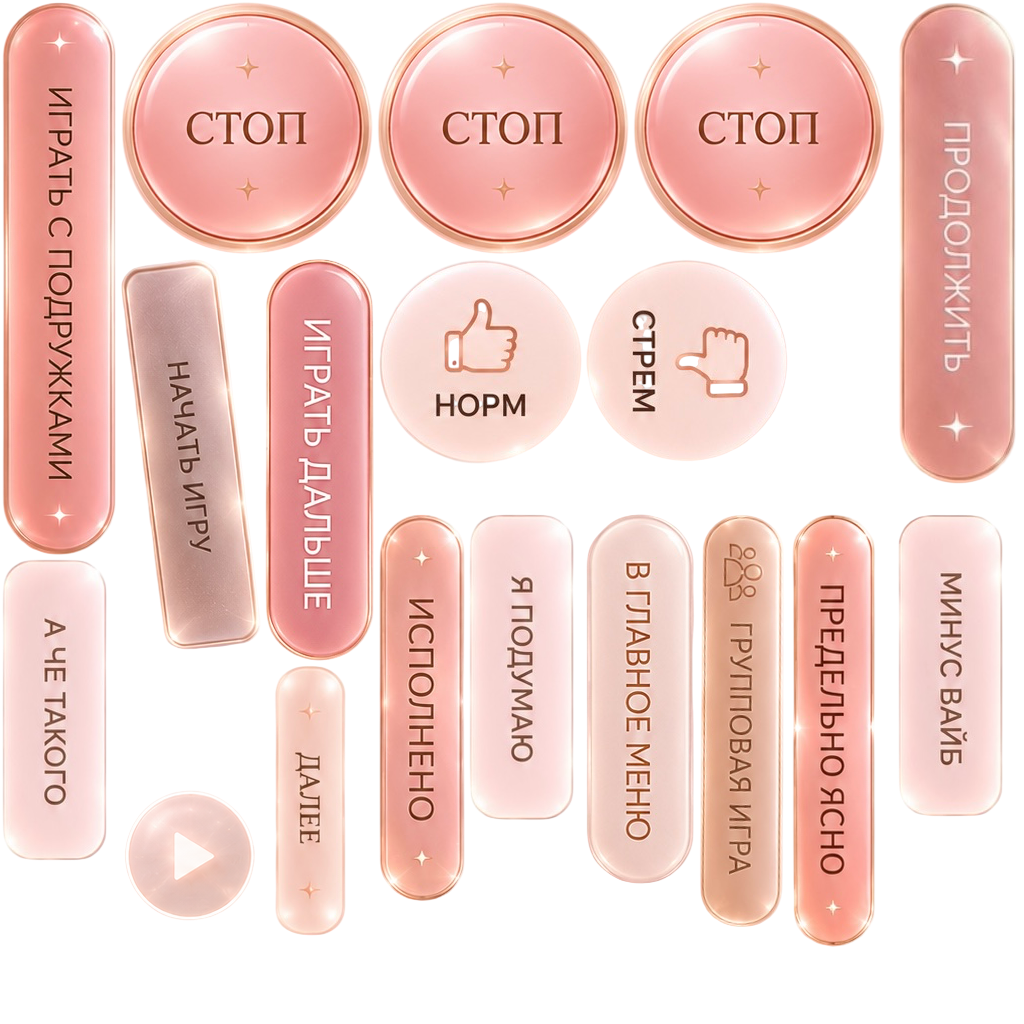 ИГРАТЬ С ПОДРУЖКАМИ
СТОП
СТОП
СТОП
ПРОДОЛЖИТЬ
НАЧАТЬ ИГРУ
ИГРАТЬ ДАЛЬШЕ
НОРМ
СТРЕМ
А ЧЕ ТАКОГО
ДАЛЕЕ
ИСПОЛНЕНО
Я ПОДУМАЮ
В ГЛАВНОЕ МЕНЮ
ГРУППОВАЯ ИГРА
ПРЕДЕЛЬНО ЯСНО
МИНУС ВАЙБ